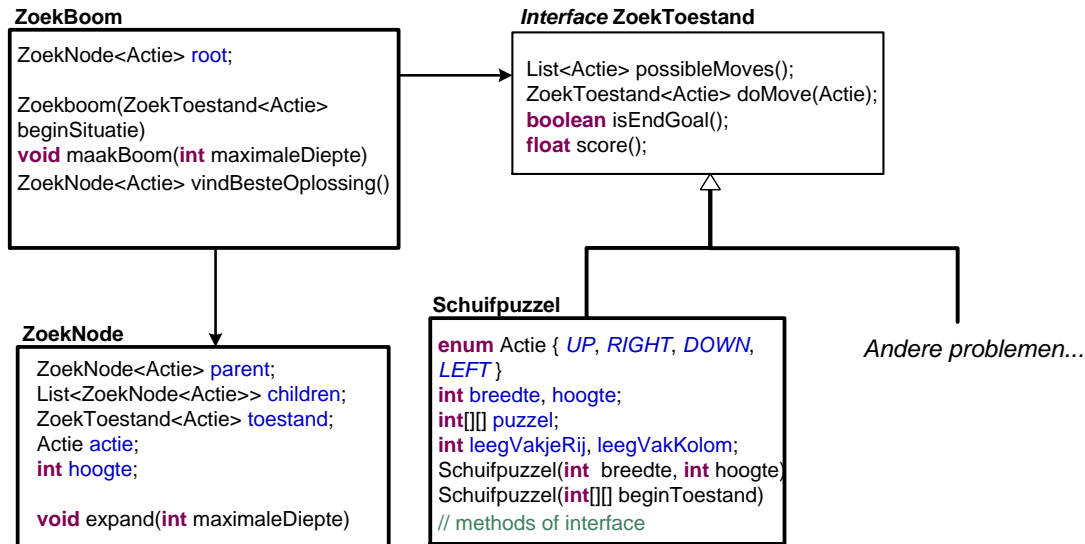 ZoekBoom
ZoekNode<Actie> root;
Zoekboom(ZoekToestand<Actie>
beginSituatie)
void maakBoom(int maximaleDiepte)
ZoekNode<Actie> vindBesteOplossing()
Interface ZoekToestand
List<Actie> possibleMoves();
ZoekToestand<Actie> doMove(Actie);
boolean isEndGoal();
float score();
ZoekNode
ZoekNode<Actie> parent;
List<ZoekNode<Actie>> children;
ZoekToestand<Actie> toestand;
Actie actie;
int hoogte;
void expand(int maximaleDiepte)
Schuifpuzzel
enum Actie { UP, RIGHT, DOWN,
LEFT }
int breedte, hoogte;
int[][] puzzel;
int leegVakjeRij, leegVakKolom;
Schuifpuzzel(int breedte, int hoogte)
Schuifpuzzel(int[][] beginToestand)
// methods of interface
Andere problemen...